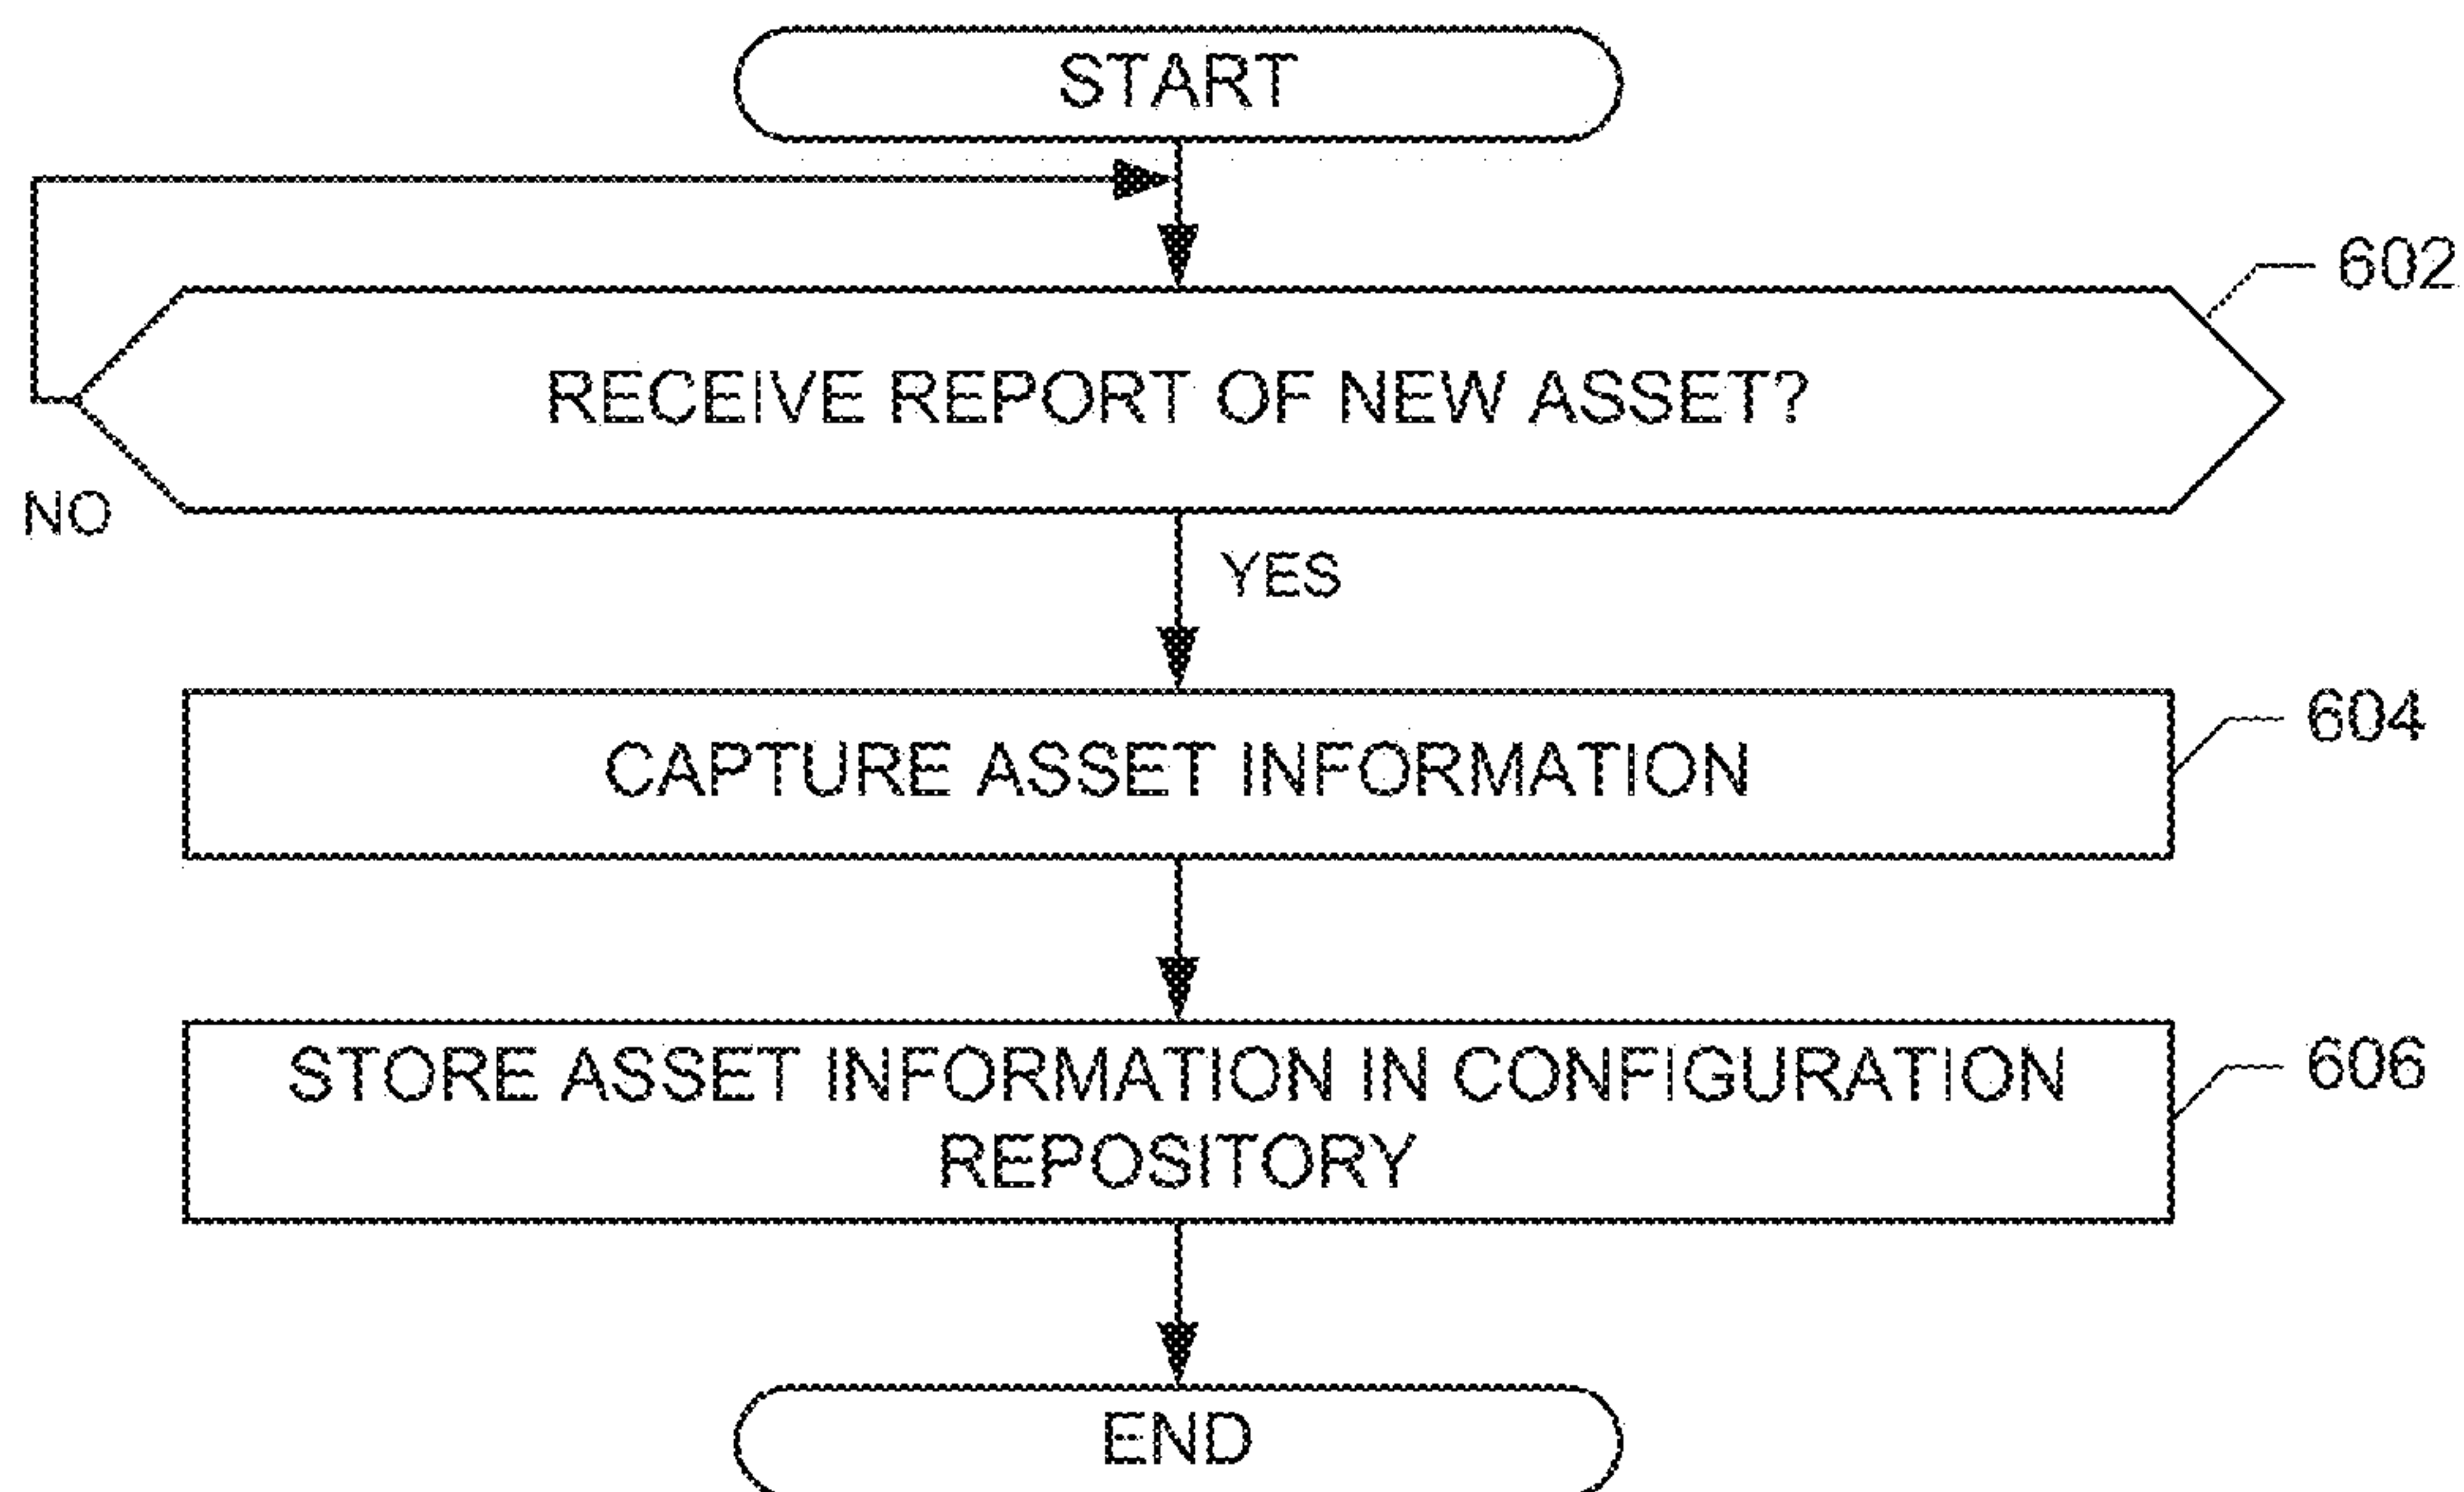 START
602
RECEIVE REPORT OF NEW ASSET?
NO
YES
604
CAPTURE ASSET INFORMATION
STORE ASSET INFORMATION IN CONFIGURATION
606
REPOSITORY
END